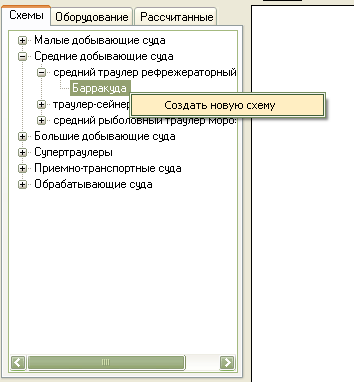 Схемы Оборудование Рассчитанные
Малые добывающие суда
Средние добывающие суда
средний траулер рефрежераторный
Барракуда
Создать новую схему
траулер-сейнер
средний рыболовный траулер моро
Большие добывающие суда
Супертраулеры
Приемно-транспортные суда
Обрабатывающие суда